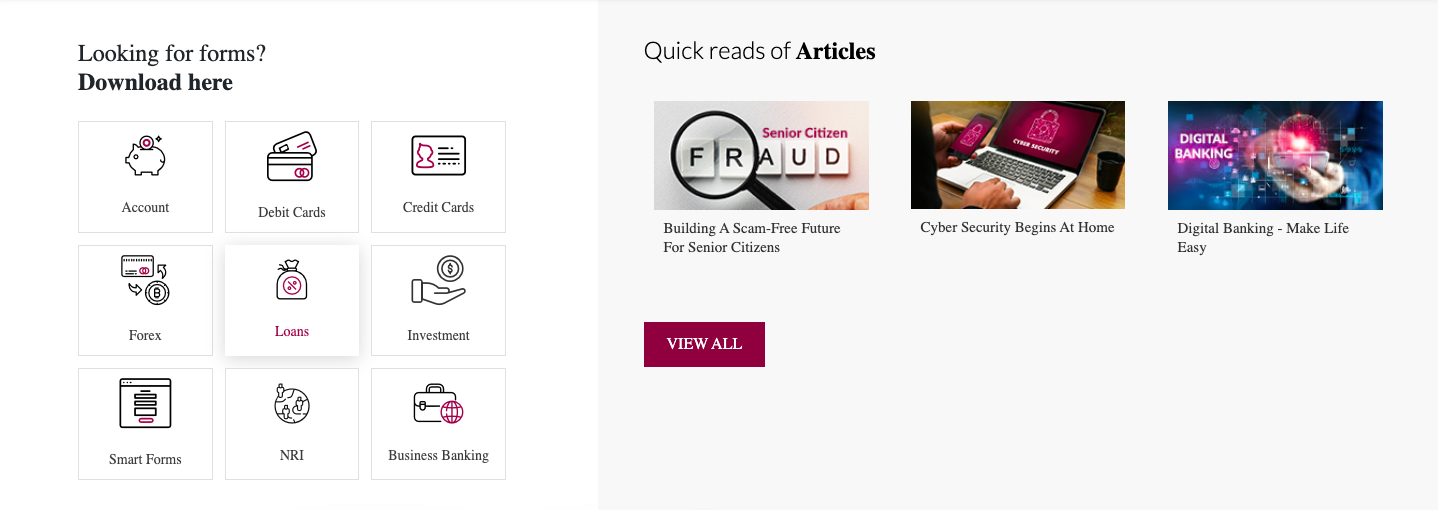 Looking for forms?
Download here
Account
Debit Cards
Credit Cards
Forex
Loans
Investment
Smart Forms
NRI
Business Banking
Quick reads of Articles
Senior Citizen
FRAUD
Building A Scam-Free Future
For Senior Citizens
CYBER SECURITY
Cyber Security Begins At Home
DIGITAL
BANKING
Digital Banking - Make Life
Easy
VIEW ALL